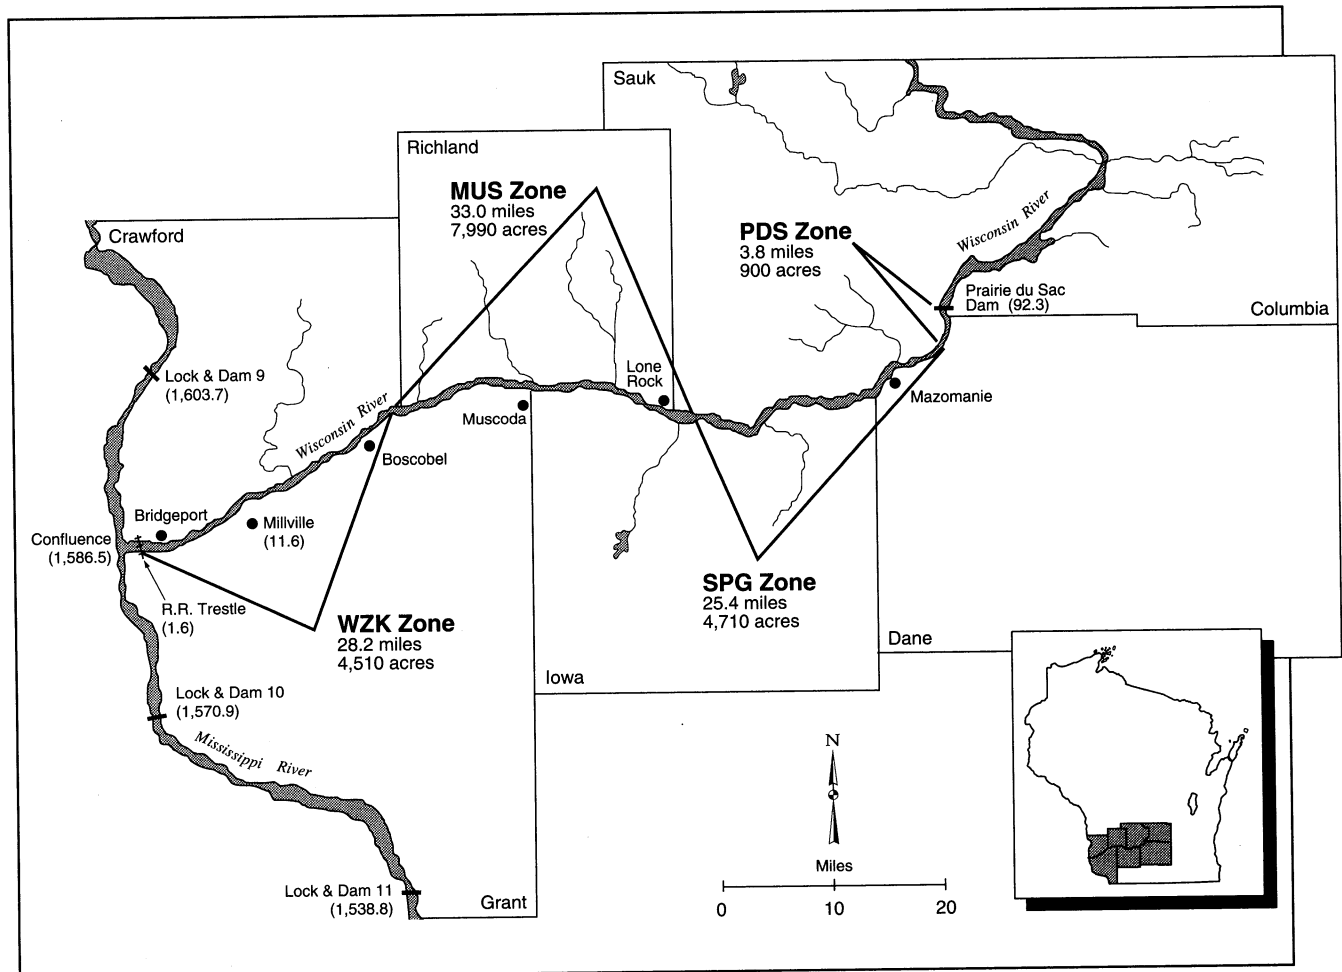 Sauk
Richland
MUS Zone
33.0 miles
7,990 acres
Crawford
PDS Zone
3.8 miles
900 acres
Wisconsin River
Prairie du Sac
Dam (92.3)
Columbia
Lock & Dam 9
(1,603.7)
Lone
Rock
Mazomanie
Muscoda
Wisconsin River
Boscobel
Bridgeport
Millville
(11.6)
Confluence
(1,586.5)
R.R. Trestle
(1.6)
WZK Zone
28.2 miles
4,510 acres
SPG Zone
25.4 miles
4,710 acres
Dane
Iowa
Lock & Dam 10
(1,570.9)
Mississippi River
N
Miles
0 10 20
Lock & Dam 11
(1,538.8)
Grant